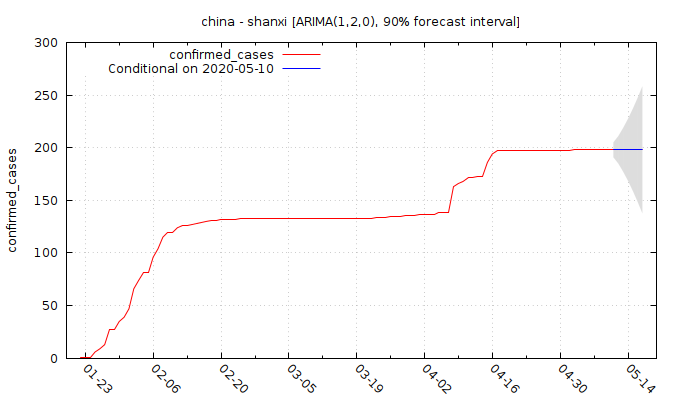 china - shanxi [ARIMA(1,2,0), 90% forecast interval]
confirmed_cases
Conditional on 2020-05-10
confirmed_cases
300
250
200
150
100
50
0
01-23 02-06 02-20 03-05 03-19 04-02 04-16 04-30 05-14